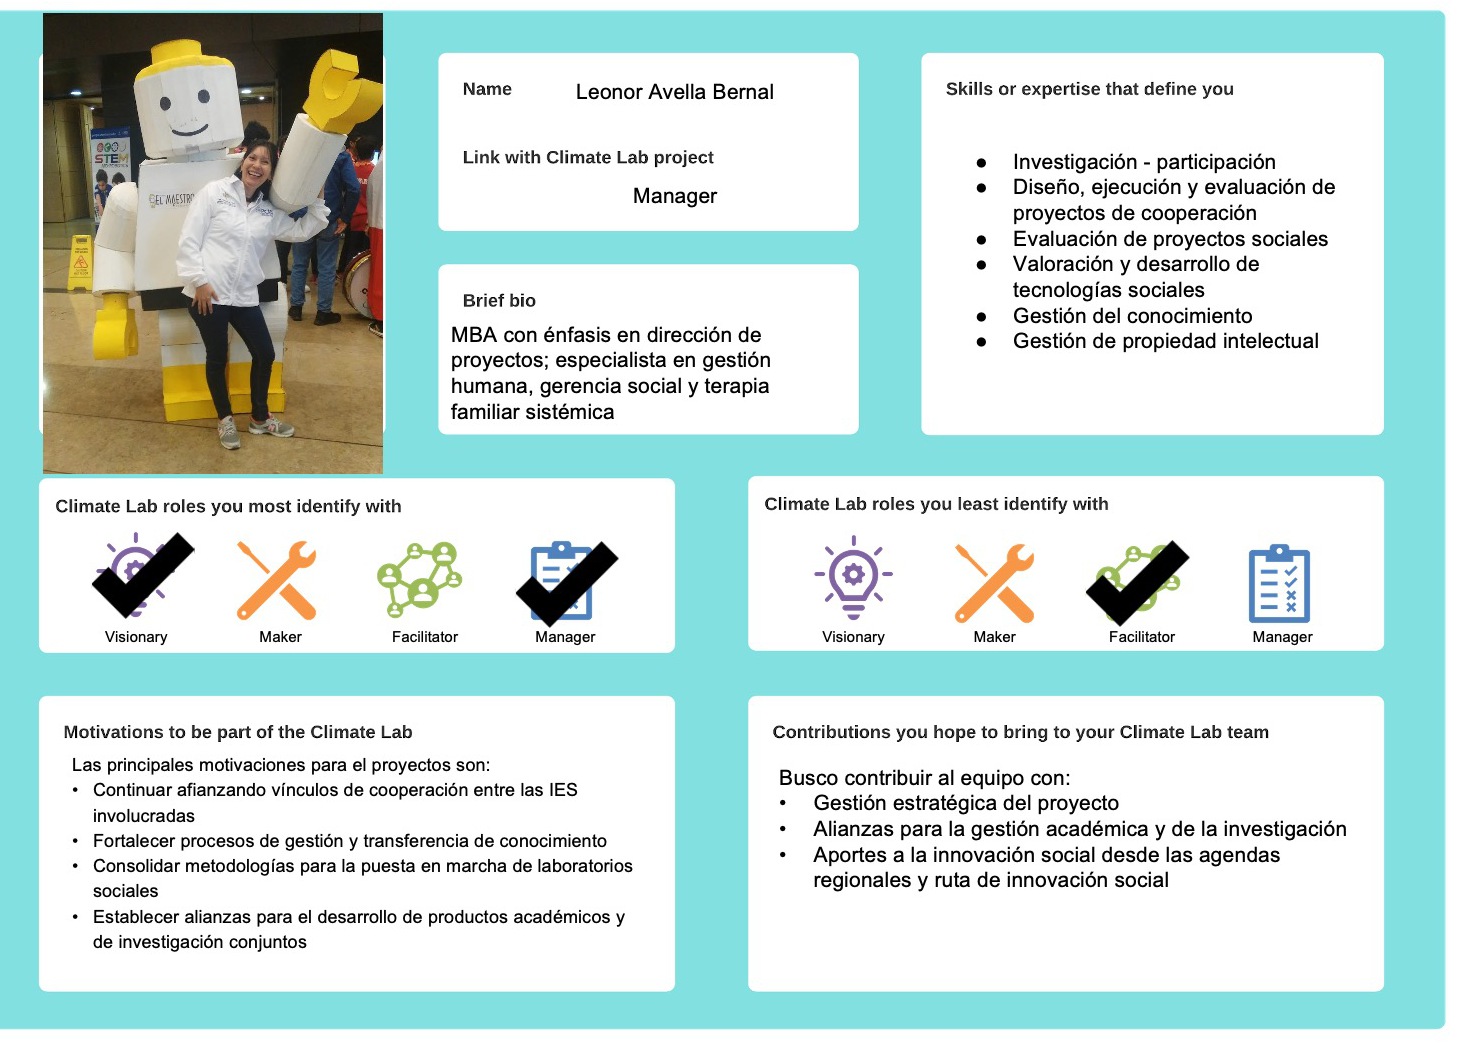 STEM
EL MAESTRO
Name
Leonor Avella Bernal
Link with Climate Lab project
Manager
Brief bio
MBA con énfasis en dirección de
proyectos; especialista en gestión
humana, gerencia social y terapia
familiar sistémica
Skills or expertise that define you
● Investigación - participación
● Diseño, ejecución y evaluación de
proyectos de cooperación
● Evaluación de proyectos sociales
● Valoración y desarrollo de
tecnologías sociales
● Gestión del conocimiento
● Gestión de propiedad intelectual
Climate Lab roles you most identify with
Visionary Maker Facilitator Manager
Climate Lab roles you least identify with
Visionary Maker Facilitator Manager
Motivations to be part of the Climate Lab
Las principales motivaciones para el proyectos son:
• Continuar afianzando vínculos de cooperación entre las IES
involucradas
• Fortalecer procesos de gestión y transferencia de conocimiento
• Consolidar metodologías para la puesta en marcha de laboratorios
sociales
• Establecer alianzas para el desarrollo de productos académicos y
de investigación conjuntos
Contributions you hope to bring to your Climate Lab team
Busco contribuir al equipo con:
• Gestión estratégica del proyecto
• Alianzas para la gestión académica y de la investigación
• Aportes a la innovación social desde las agendas
regionales y ruta de innovación social